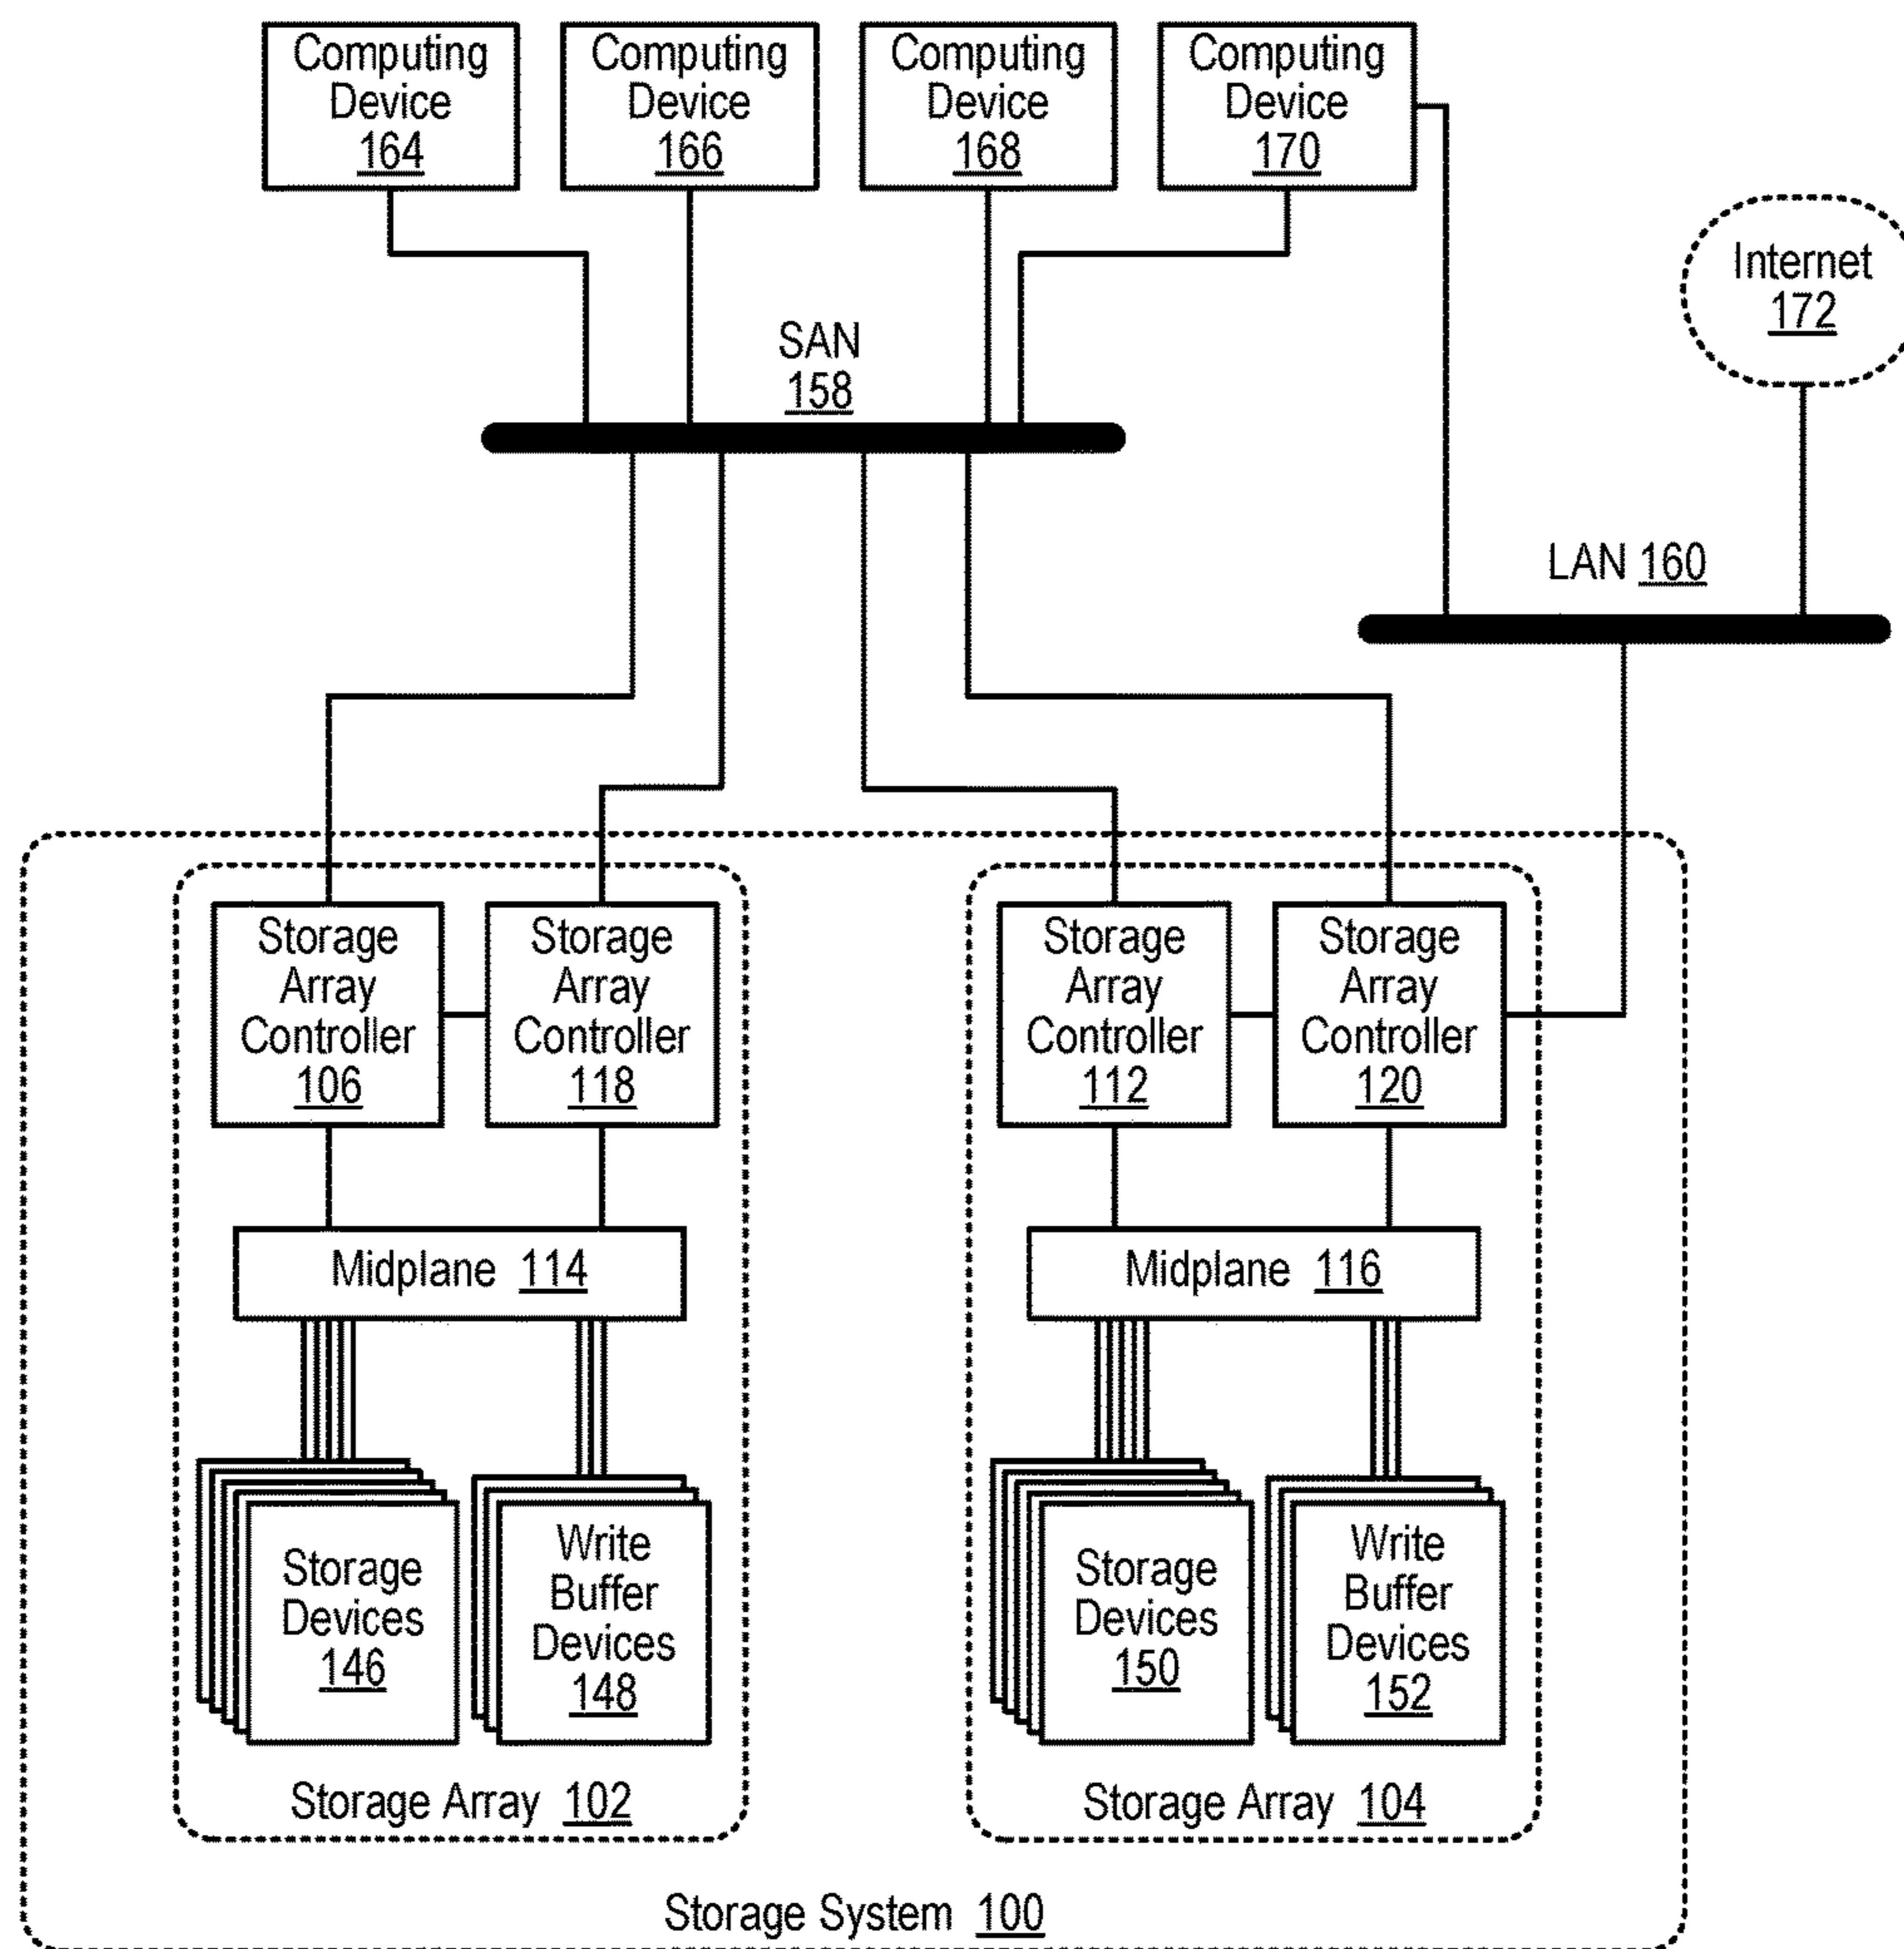 Computing
Device
164
Computing
Device
166
Computing
Device
168
Computing
Device
170
Internet
172
SAN
158
LAN 160
Storage
Array
Controller
106
Storage
Array
Controller
118
Storage
Array
Controller
112
Storage
Array
Controller
120
Midplane 114
Midplane 116
Storage
Devices
146
Write
Buffer
Devices
148
Storage
Devices
150
Write
Buffer
Devices
152
Storage Array 102
Storage Array 104
Storage System 100